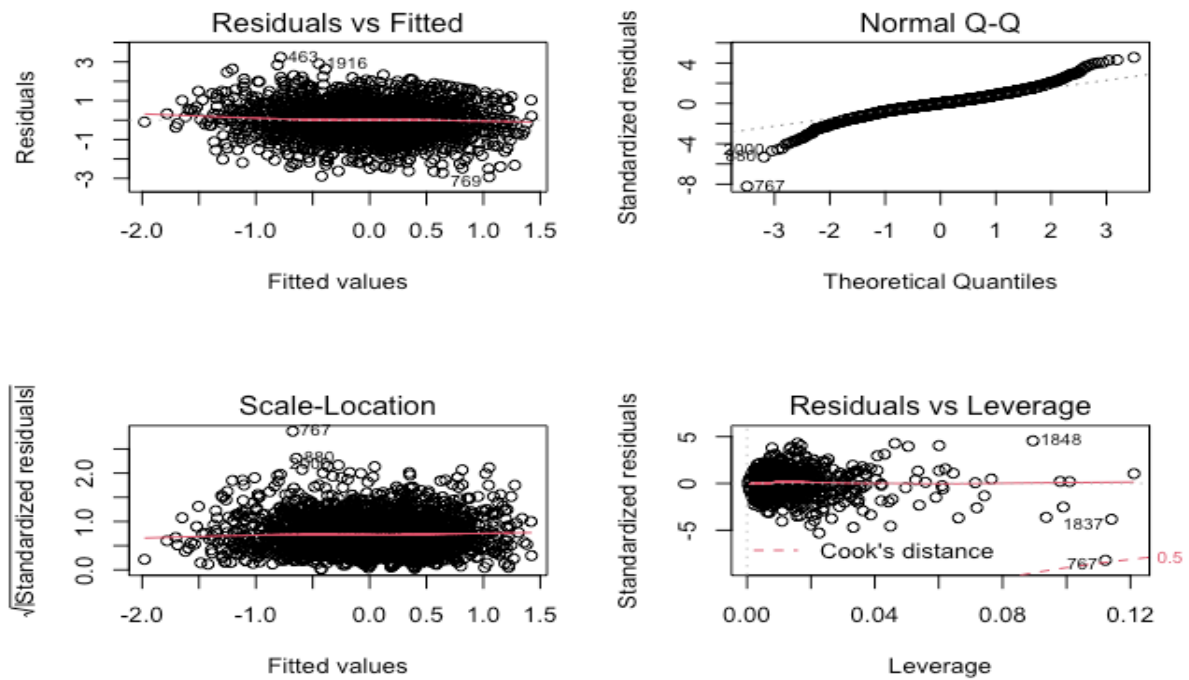 Residuals vs Fitted
Residuals
3
1
-1
-3
463
1916
769
-2.0 -1.0 0.0 0.5 1.0 1.5
Fitted values
Normal Q-Q
Standardized residuals
4
0
-4
-8
880
767
-3 -2 -1 0 1 2 3
Theoretical Quantiles
Scale-Location
√|Standardized residuals|
2.0
1.0
0.0
767
880
-2.0 -1.0 0.0 0.5 1.0 1.5
Fitted values
Residuals vs Leverage
Standardized residuals
5
0
-5
1848
1837
767
Cook's distance
0.5
0.00 0.04 0.08 0.12
Leverage